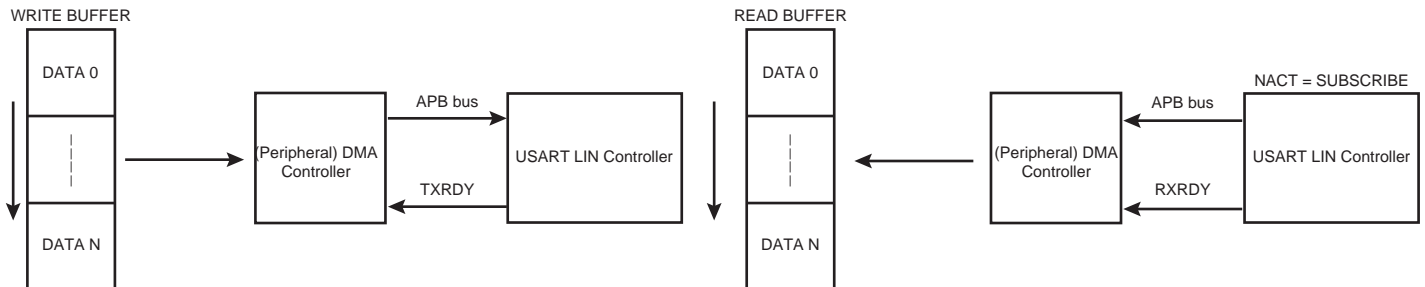 WRITE BUFFER
DATA 0
DATA N
(Peripheral) DMA
Controller
APB bus
TXRDY
USART LIN Controller
READ BUFFER
DATA 0
DATA N
(Peripheral) DMA
Controller
APB bus
RXRDY
NACT = SUBSCRIBE
USART LIN Controller